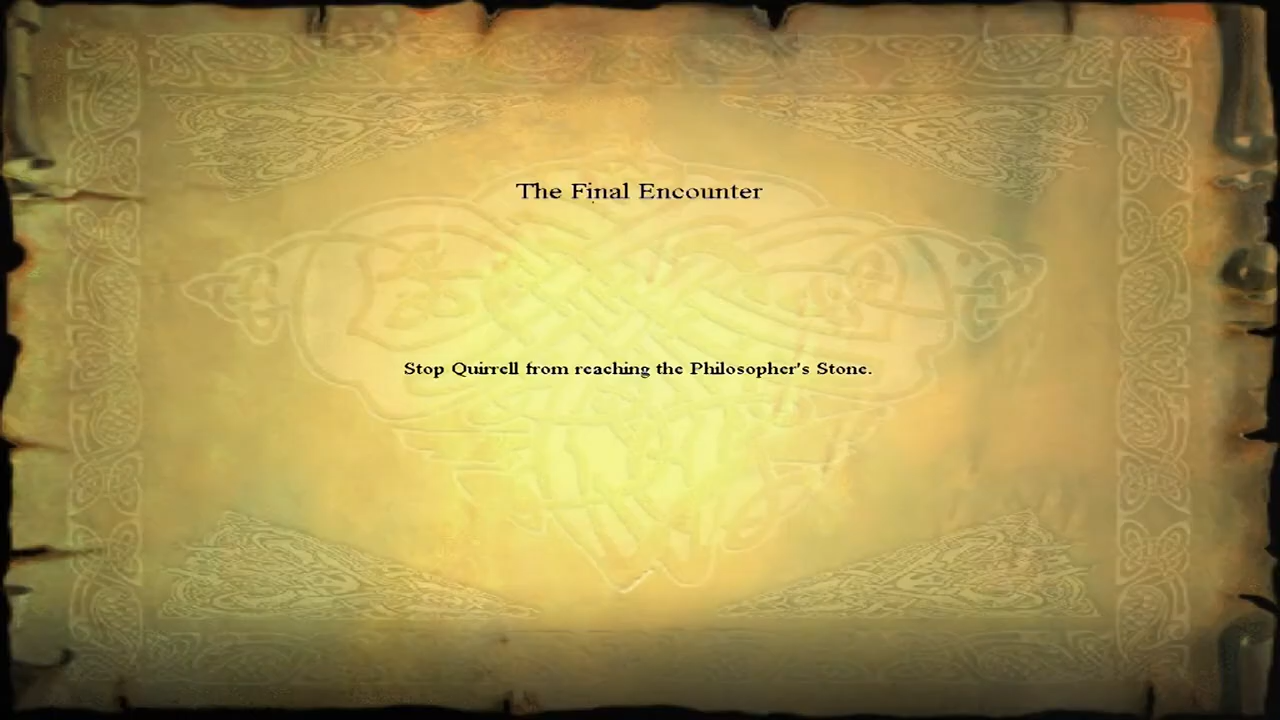 The Final Encounter
Stop Quirrell from reaching the Philosopher's Stone.